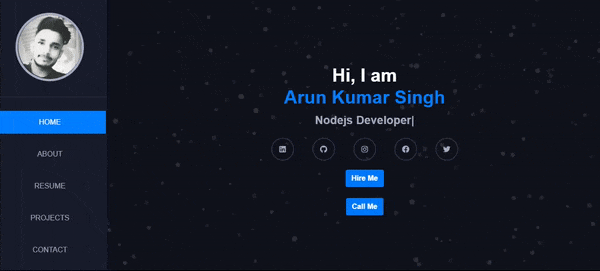 HOME
ABOUT
RESUME
PROJECTS
CONTACT
Hi, I am
Arun Kumar Singh
Nodejs Developer|
Hire Me
Call Me